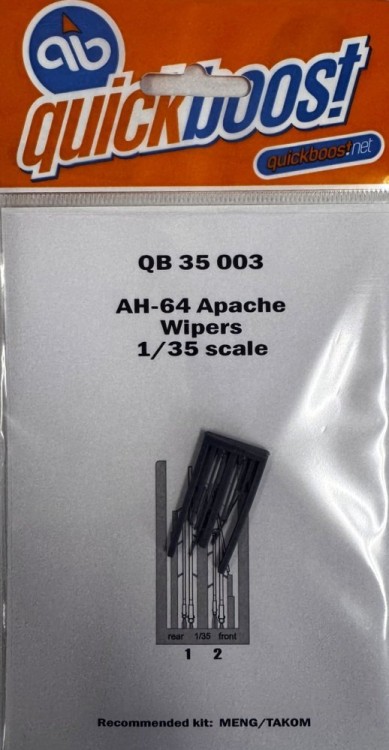 qb
quickboost
quickboost.net
QB 35 003
AH-64 Apache
Wipers
1/35 scale
rear 1/35 front
1 2
Recommended kit: MENG/TAKOM